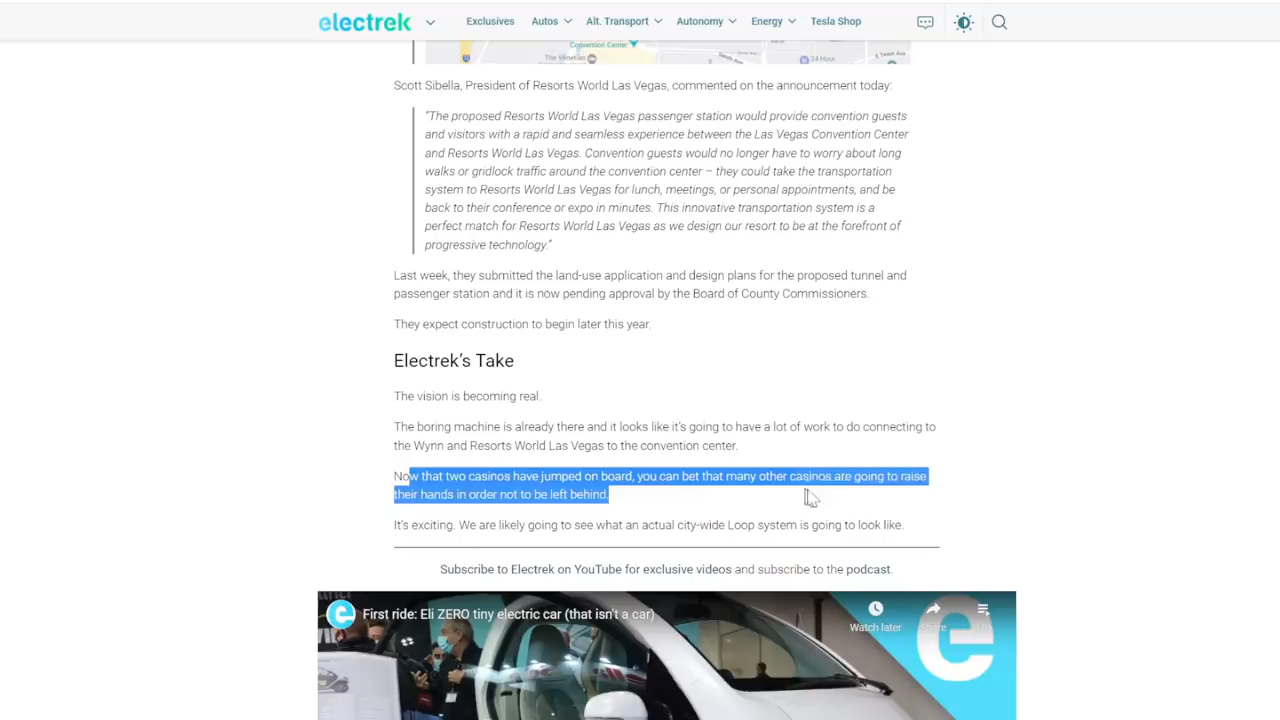 electrek
Exclusives Autos Alt. Transport Autonomy Energy Tesla Shop
Convention Center
The Venetian
24 Hour
E Twain Ave
Scott Sibella, President of Resorts World Las Vegas, commented on the announcement today:
“The proposed Resorts World Las Vegas passenger station would provide convention guests
and visitors with a rapid and seamless experience between the Las Vegas Convention Center
and Resorts World Las Vegas. Convention guests would no longer have to worry about long
walks or gridlock traffic around the convention center – they could take the transportation
system to Resorts World Las Vegas for lunch, meetings, or personal appointments, and be
back to their conference or expo in minutes. This innovative transportation system is a
perfect match for Resorts World Las Vegas as we design our resort to be at the forefront of
progressive technology.”
Last week, they submitted the land-use application and design plans for the proposed tunnel and
passenger station and it is now pending approval by the Board of County Commissioners.
They expect construction to begin later this year.
Electrek’s Take
The vision is becoming real.
The boring machine is already there and it looks like it’s going to have a lot of work to do connecting to
the Wynn and Resorts World Las Vegas to the convention center.
Now that two casinos have jumped on board, you can bet that many other casinos are going to raise
their hands in order not to be left behind.
It’s exciting. We are likely going to see what an actual city-wide Loop system is going to look like.
Subscribe to Electrek on YouTube for exclusive videos and subscribe to the podcast.
e First ride: Eli ZERO tiny electric car (that isn't a car)
Watch later Share
e